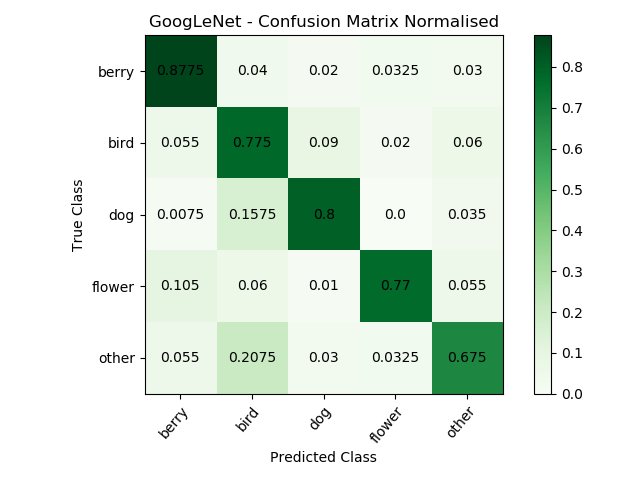 GoogLeNet - Confusion Matrix Normalised
True Class
berry 0.8775 0.04 0.02 0.0325 0.03
bird 0.055 0.775 0.09 0.02 0.06
dog 0.0075 0.1575 0.8 0.0 0.035
flower 0.105 0.06 0.01 0.77 0.055
other 0.055 0.2075 0.03 0.0325 0.675
berry bird dog flower other
Predicted Class
0.8
0.7
0.6
0.5
0.4
0.3
0.2
0.1
0.0